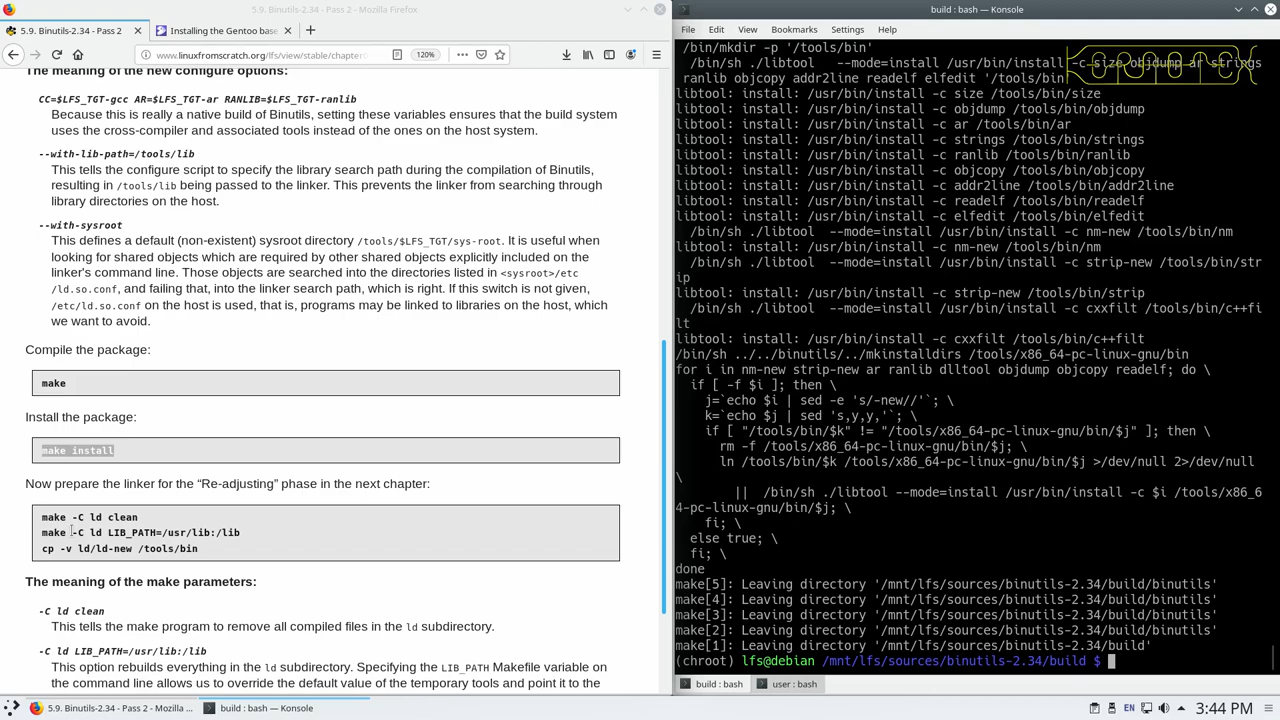 5.9. Binutils-2.34 - Pass 2 - Mozilla Firefox
5.9. Binutils-2.34 - Pass 2
Installing the Gentoo base
www.linuxfromscratch.org/lfs/view/stable/chapter
120%
The meaning of the new configure options:
CC=$LFS_TGT-gcc AR=$LFS_TGT-ar RANLIB=$LFS_TGT-ranlib
Because this is really a native build of Binutils, setting these variables ensures that the build system
uses the cross-compiler and associated tools instead of the ones on the host system.
--with-lib-path=/tools/lib
This tells the configure script to specify the library search path during the compilation of Binutils,
resulting in /tools/lib being passed to the linker. This prevents the linker from searching through
library directories on the host.
--with-sysroot
This defines a default (non-existent) sysroot directory /tools/$LFS_TGT/sys-root. It is useful when
looking for shared objects which are required by other shared objects explicitly included on the
linker's command line. Those objects are searched into the directories listed in <sysroot>/etc
/ld.so.conf, and failing that, into the linker search path, which is right. If this switch is not given,
/etc/ld.so.conf on the host is used, that is, programs may be linked to libraries on the host, which
we want to avoid.
Compile the package:
make
Install the package:
make install
Now prepare the linker for the “Re-adjusting” phase in the next chapter:
make -C ld clean
make -C ld LIB_PATH=/usr/lib:/lib
cp -v ld/ld-new /tools/bin
The meaning of the make parameters:
-C ld clean
This tells the make program to remove all compiled files in the ld subdirectory.
-C ld LIB_PATH=/usr/lib:/lib
This option rebuilds everything in the ld subdirectory. Specifying the LIB_PATH Makefile variable on
the command line allows us to override the default value of the temporary tools and point it to the
build : bash — Konsole
File Edit View Bookmarks Settings Help
/bin/mkdir -p '/tools/bin'
/bin/sh ./libtool --mode=install /usr/bin/install -c size objdump ar strings
ranlib objcopy addr2line readelf elfedit '/tools/bin
libtool: install: /usr/bin/install -c size /tools/bin/size
libtool: install: /usr/bin/install -c objdump /tools/bin/objdump
libtool: install: /usr/bin/install -c ar /tools/bin/ar
libtool: install: /usr/bin/install -c strings /tools/bin/strings
libtool: install: /usr/bin/install -c ranlib /tools/bin/ranlib
libtool: install: /usr/bin/install -c objcopy /tools/bin/objcopy
libtool: install: /usr/bin/install -c addr2line /tools/bin/addr2line
libtool: install: /usr/bin/install -c readelf /tools/bin/readelf
libtool: install: /usr/bin/install -c elfedit /tools/bin/elfedit
/bin/sh ./libtool --mode=install /usr/bin/install -c nm-new /tools/bin/nm
libtool: install: /usr/bin/install -c nm-new /tools/bin/nm
/bin/sh ./libtool --mode=install /usr/bin/install -c strip-new /tools/bin/str
ip
libtool: install: /usr/bin/install -c strip-new /tools/bin/strip
/bin/sh ./libtool --mode=install /usr/bin/install -c cxxfilt /tools/bin/c++fi
lt
libtool: install: /usr/bin/install -c cxxfilt /tools/bin/c++filt
/bin/sh ../../binutils/../mkinstalldirs /tools/x86_64-pc-linux-gnu/bin
for i in nm-new strip-new ar ranlib dlltool objdump objcopy readelf; do \
if [ -f $i ]; then \
j=`echo $i | sed -e 's/-new//'`; \
k=`echo $j | sed 's,y,y,'`; \
if [ "/tools/bin/$k" != "/tools/x86_64-pc-linux-gnu/bin/$j" ]; then \
rm -f /tools/x86_64-pc-linux-gnu/bin/$j; \
ln /tools/bin/$k /tools/x86_64-pc-linux-gnu/bin/$j >/dev/null 2>/dev/null
\
|| /bin/sh ./libtool --mode=install /usr/bin/install -c $i /tools/x86_6
4-pc-linux-gnu/bin/$j; \
fi; \
else true; \
fi; \
done
make[5]: Leaving directory '/mnt/lfs/sources/binutils-2.34/build/binutils'
make[4]: Leaving directory '/mnt/lfs/sources/binutils-2.34/build/binutils'
make[3]: Leaving directory '/mnt/lfs/sources/binutils-2.34/build/binutils'
make[2]: Leaving directory '/mnt/lfs/sources/binutils-2.34/build/binutils'
make[1]: Leaving directory '/mnt/lfs/sources/binutils-2.34/build'
(chroot) lfs@debian /mnt/lfs/sources/binutils-2.34/build $
build : bash
user : bash
5.9. Binutils-2.34 - Pass 2 - Mozilla ...
build : bash — Konsole
EN
3:44 PM